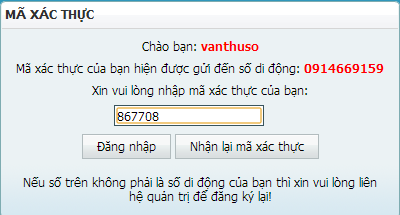 MÃ XÁC THỰC
Chào bạn: vanthuso
Mã xác thực của bạn hiện được gửi đến số di động: 0914669159
Xin vui lòng nhập mã xác thực của bạn:
867708
Đăng nhập Nhận lại mã xác thực
Nếu số trên không phải là số di động của bạn thì xin vui lòng liên
hệ quản trị để đăng ký lại!